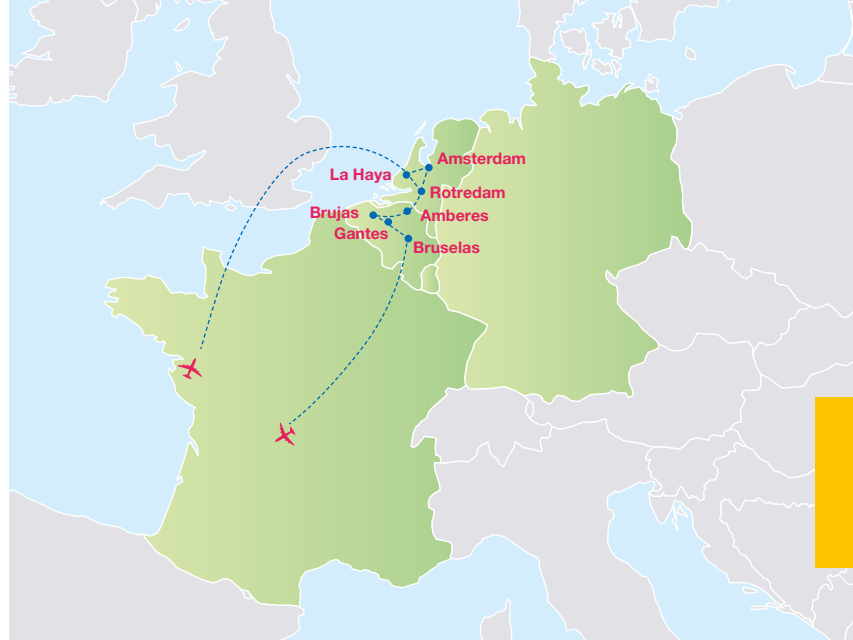 Amsterdam
La Haya
Rotredam
Brujas
Amberes
Gantes
Bruselas